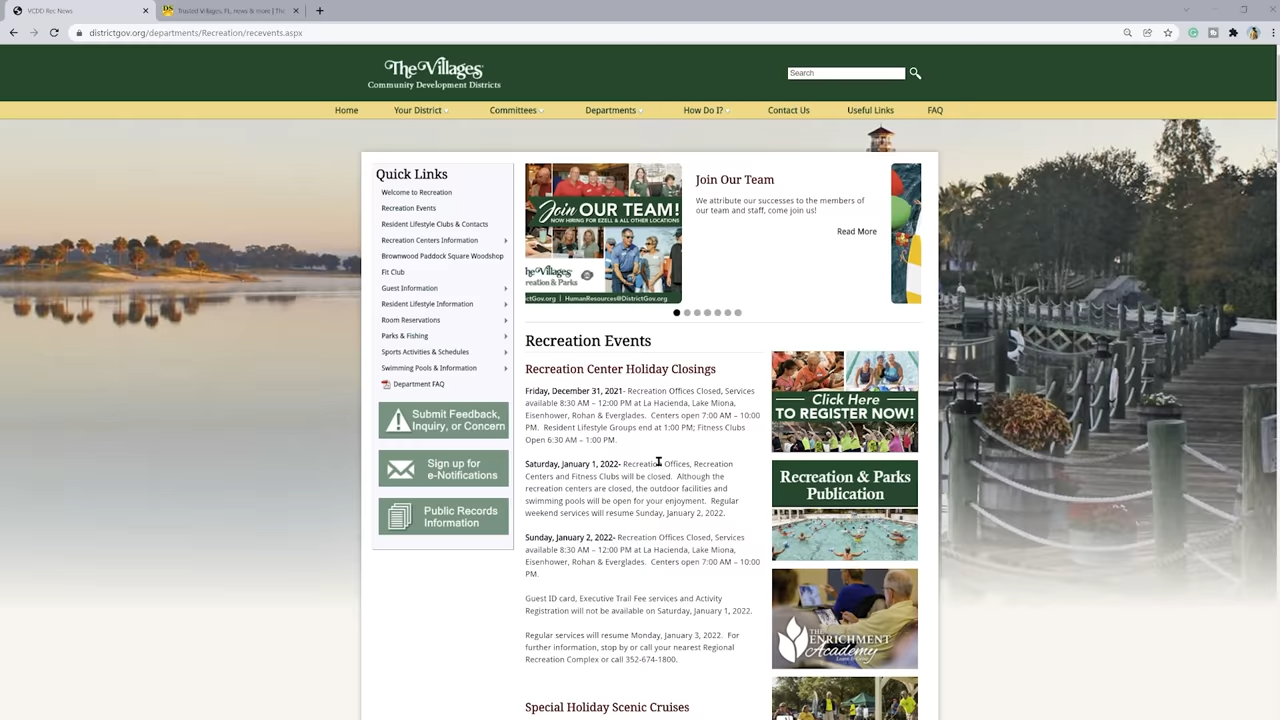 VCDD Rec News
Trusted Villages, FL, news & more | The
districtgov.org/departments/Recreation/recevents.aspx
The Villages
Community Development Districts
Search
Home
Your District
Committees
Departments
How Do I?
Contact Us
Useful Links
FAQ
Quick Links
Welcome to Recreation
Recreation Events
Resident Lifestyle Clubs & Contacts
Recreation Centers Information
Brownwood Paddock Square Woodshop
Fit Club
Guest Information
Resident Lifestyle Information
Room Reservations
Parks & Fishing
Sports Activities & Schedules
Swimming Pools & Information
Department FAQ
Submit Feedback,
Inquiry, or Concern
Sign up for
e-Notifications
Public Records
Information
Join OUR TEAM!
NOW HIRING FOR EZELL & ALL OTHER LOCATIONS
The Villages
creation & Parks
ctGov.org | HumanResources@DistrictGov.org
Join Our Team
We attribute our successes to the members of
our team and staff, come join us!
Read More
Recreation Events
Recreation Center Holiday Closings
Friday, December 31, 2021- Recreation Offices Closed, Services
available 8:30 AM – 12:00 PM at La Hacienda, Lake Miona,
Eisenhower, Rohan & Everglades. Centers open 7:00 AM – 10:00
PM. Resident Lifestyle Groups end at 1:00 PM; Fitness Clubs
Open 6:30 AM – 1:00 PM.
Saturday, January 1, 2022- Recreation Offices, Recreation
Centers and Fitness Clubs will be closed. Although the
recreation centers are closed, the outdoor facilities and
swimming pools will be open for your enjoyment. Regular
weekend services will resume Sunday, January 2, 2022.
Sunday, January 2, 2022- Recreation Offices Closed, Services
available 8:30 AM – 12:00 PM at La Hacienda, Lake Miona,
Eisenhower, Rohan & Everglades. Centers open 7:00 AM – 10:00
PM.
Guest ID card, Executive Trail Fee services and Activity
Registration will not be available on Saturday, January 1, 2022.
Regular services will resume Monday, January 3, 2022. For
further information, stop by or call your nearest Regional
Recreation Complex or call 352-674-1800.
Special Holiday Scenic Cruises
Click Here
TO REGISTER NOW!
Recreation & Parks
Publication
THE
ENRICHMENT
Academy
Learn & Grow